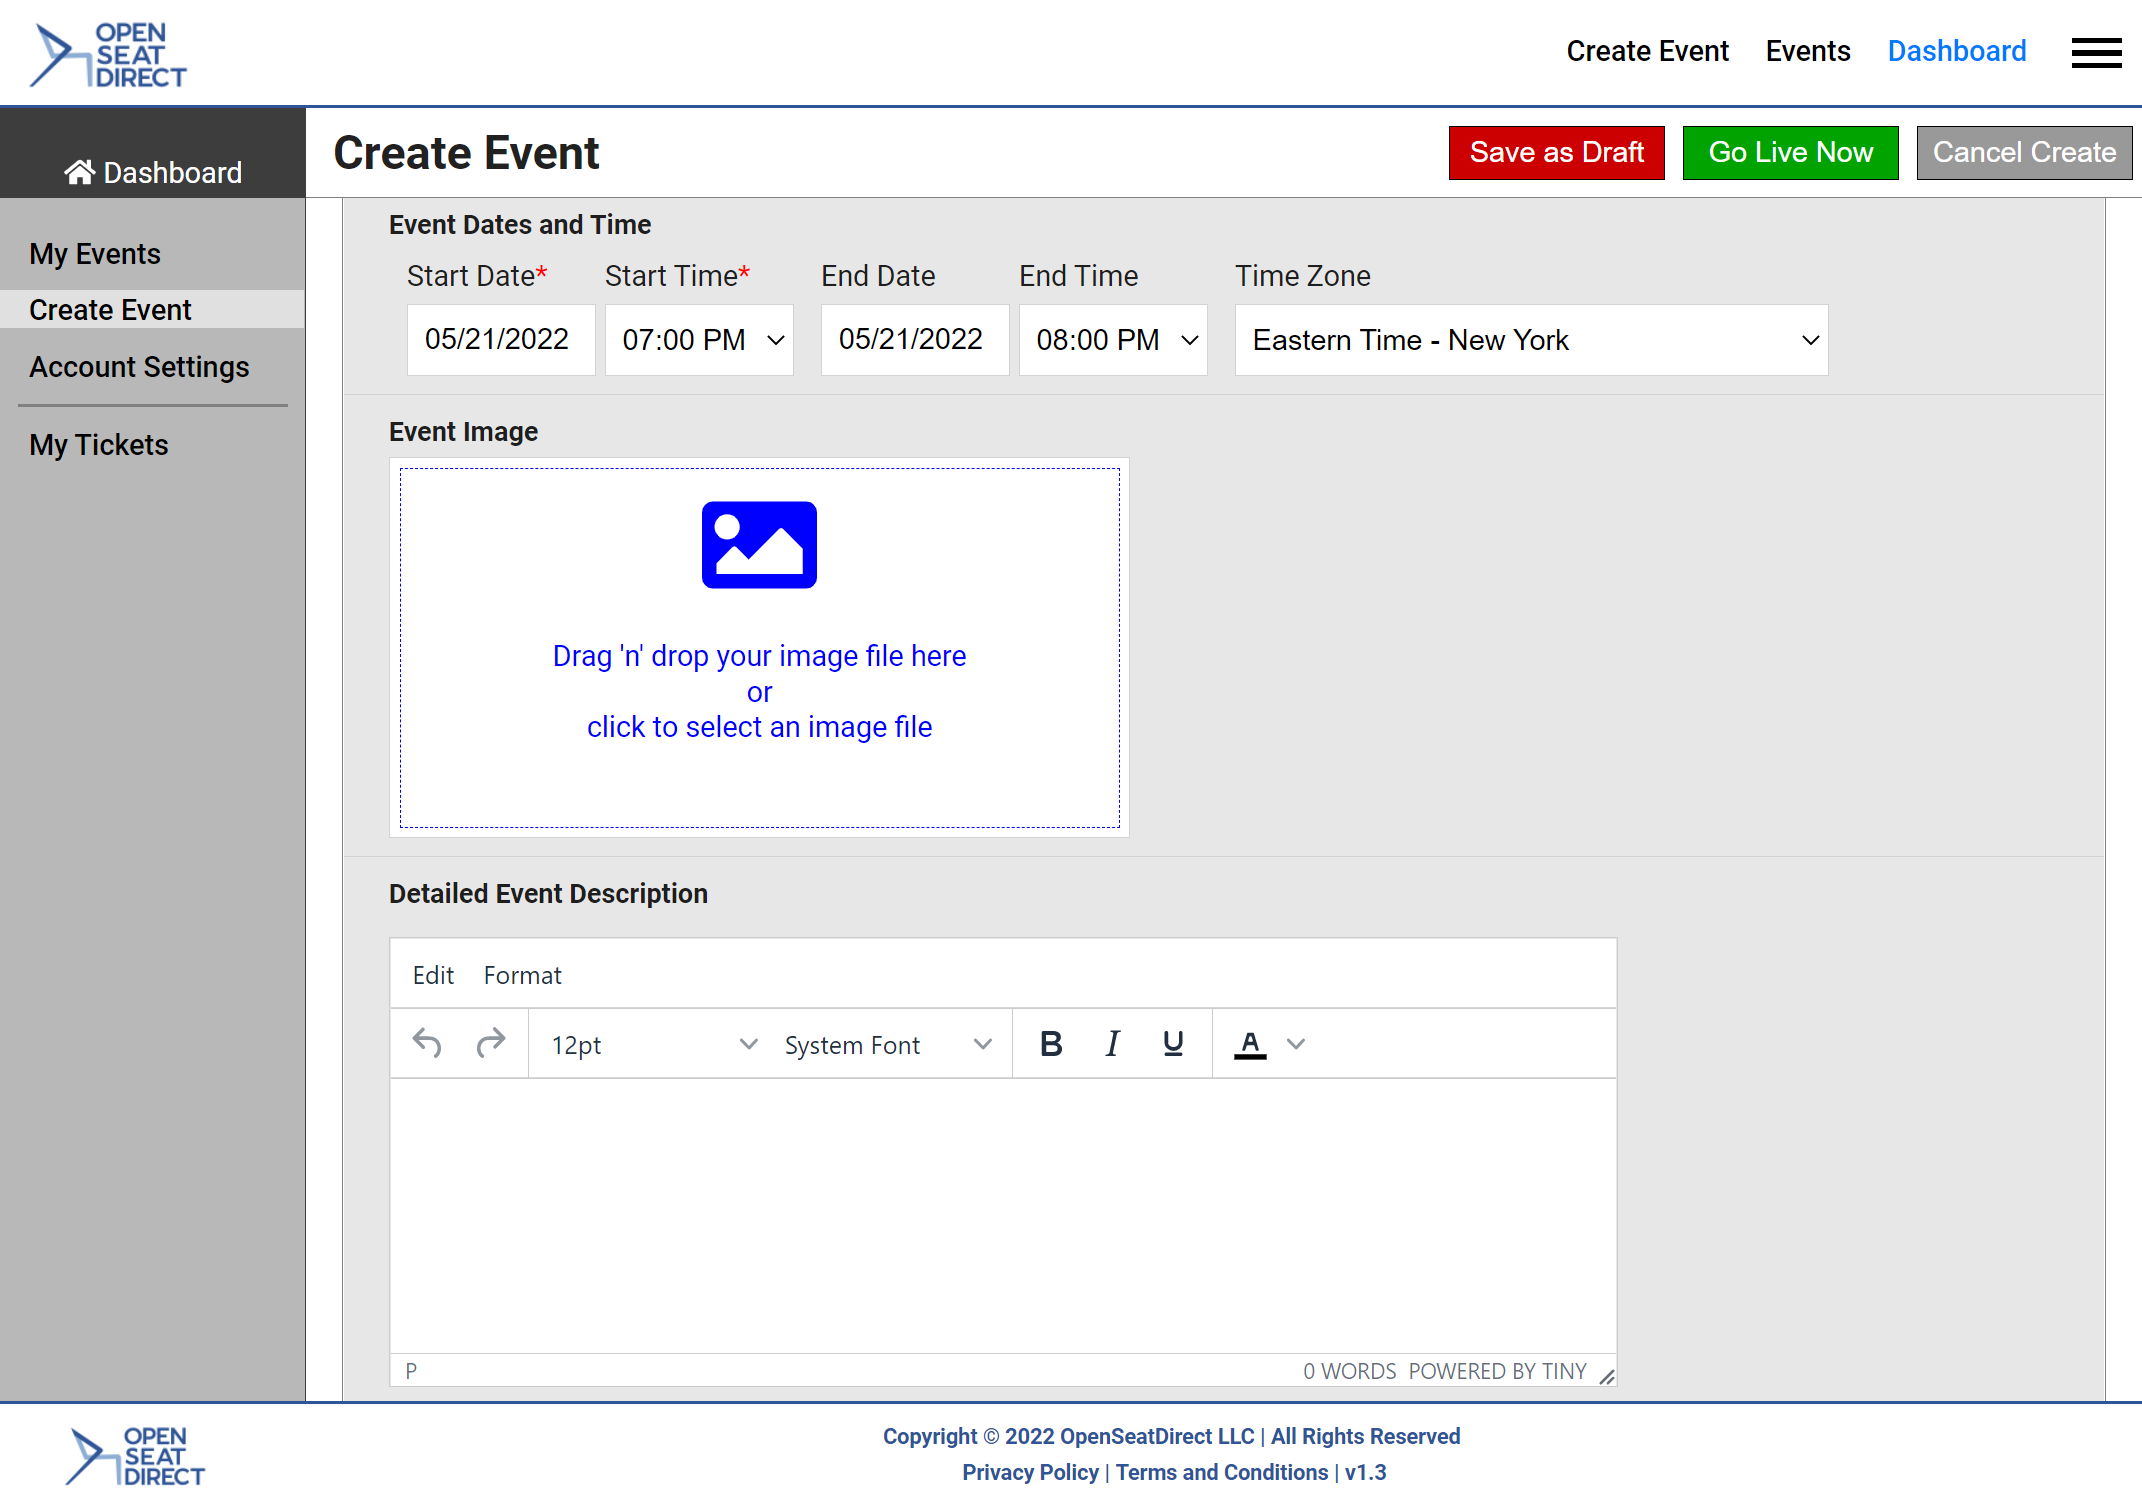 OPEN
SEAT
DIRECT
Create Event Events Dashboard
Dashboard
Create Event
Save as Draft Go Live Now Cancel Create
My Events
Create Event
Account Settings
My Tickets
Event Dates and Time
Start Date* Start Time* End Date End Time Time Zone
05/21/2022 07:00 PM 05/21/2022 08:00 PM Eastern Time - New York
Event Image
Drag 'n' drop your image file here
or
click to select an image file
Detailed Event Description
Edit Format
12pt System Font B I U A
P 0 WORDS POWERED BY TINY
OPEN
SEAT
DIRECT
Copyright © 2022 OpenSeatDirect LLC | All Rights Reserved
Privacy Policy | Terms and Conditions | v1.3